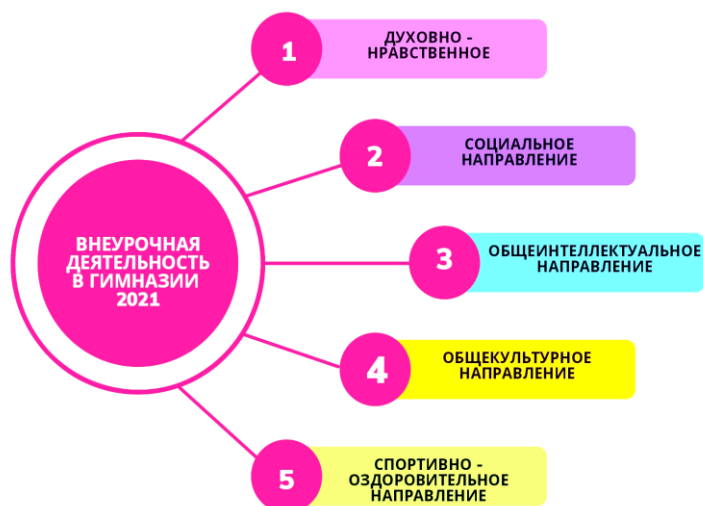 1
ДУХОВНО -
НРАВСТВЕННОЕ
2
СОЦИАЛЬНОЕ
НАПРАВЛЕНИЕ
ВНЕУРОЧНАЯ
ДЕЯТЕЛЬНОСТЬ
В ГИМНАЗИИ
2021
3
ОБЩЕИНТЕЛЛЕКТУАЛЬНОЕ
НАПРАВЛЕНИЕ
4
ОБЩЕКУЛЬТУРНОЕ
НАПРАВЛЕНИЕ
5
СПОРТИВНО -
ОЗДОРОВИТЕЛЬНОЕ
НАПРАВЛЕНИЕ